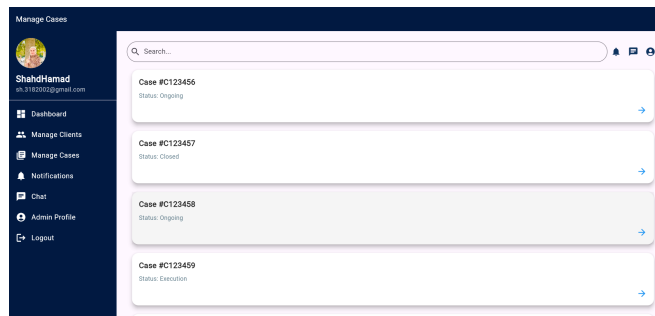 Manage Cases
ShahdHamad
sh.3182002@gmail.com
Dashboard
Manage Clients
Manage Cases
Notifications
Chat
Admin Profile
Logout
Search...
Case #C123456
Status: Ongoing
Case #C123457
Status: Closed
Case #C123458
Status: Ongoing
Case #C123459
Status: Execution